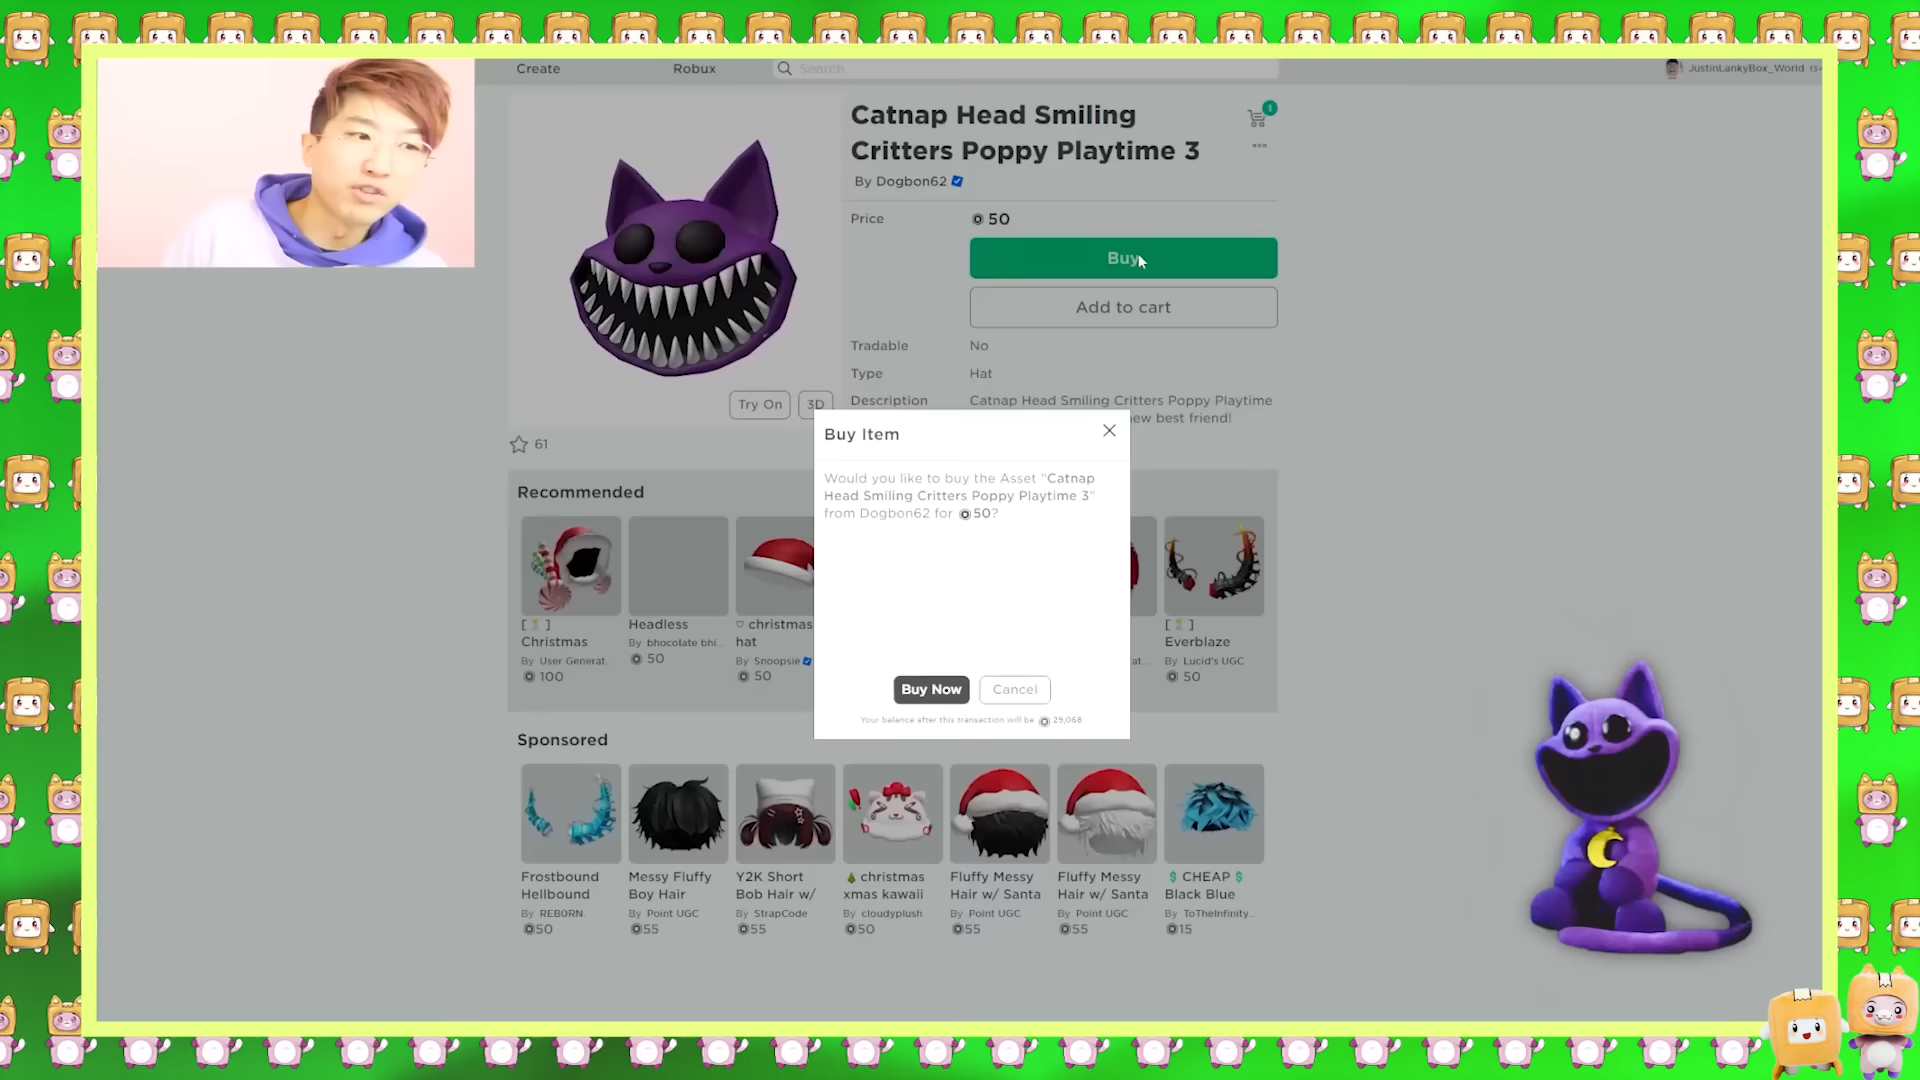 Create
Robux
Search
JustinLankyBox_World 13+
Catnap Head Smiling
Critters Poppy Playtime 3
1
By Dogbon62
Price
50
Buy
Add to cart
Tradable
No
Type
Hat
Description
Catnap Head Smiling Critters Poppy Playtime
ew best friend!
Try On
3D
61
Buy Item
Would you like to buy the Asset "Catnap
Head Smiling Critters Poppy Playtime 3"
from Dogbon62 for 50?
Buy Now
Cancel
Your balance after this transaction will be 29,068
Recommended
[ ]
Christmas
By User Generat..
100
Headless
By bhocolate bhi...
50
♡ christmas
hat
By Snoopsie
50
at...
[ ]
Everblaze
By Lucid's UGC
50
Sponsored
Frostbound
Hellbound
By REB0RN.
50
Messy Fluffy
Boy Hair
By Point UGC
55
Y2K Short
Bob Hair w/
By StrapCode
55
christmas
xmas kawaii
By cloudyplush
50
Fluffy Messy
Hair w/ Santa
By Point UGC
55
Fluffy Messy
Hair w/ Santa
By Point UGC
55
CHEAP
Black Blue
By ToTheInfinity...
15